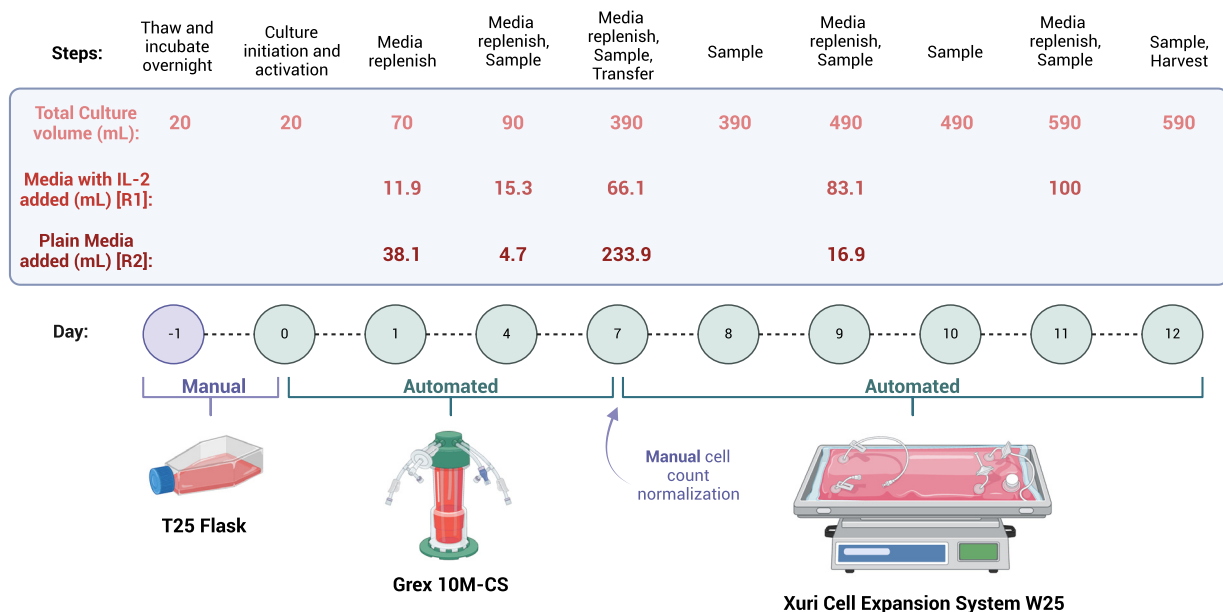 Steps:
Thaw and
incubate
overnight
Culture
initiation and
activation
Media
replenish
Media
replenish,
Sample
Media
replenish,
Sample,
Transfer
Sample
Media
replenish,
Sample
Sample
Media
replenish,
Sample
Sample,
Harvest
Total Culture
volume (mL):
20 20 70 90 390 390 490 490 590 590
Media with IL-2
added (mL) [R1]:
11.9 15.3 66.1 83.1 100
Plain Media
added (mL) [R2]:
38.1 4.7 233.9 16.9
Day: -1 0 1 4 7 8 9 10 11 12
Manual Automated Automated
Manual cell
count
normalization
T25 Flask
Grex 10M-CS
Xuri Cell Expansion System W25